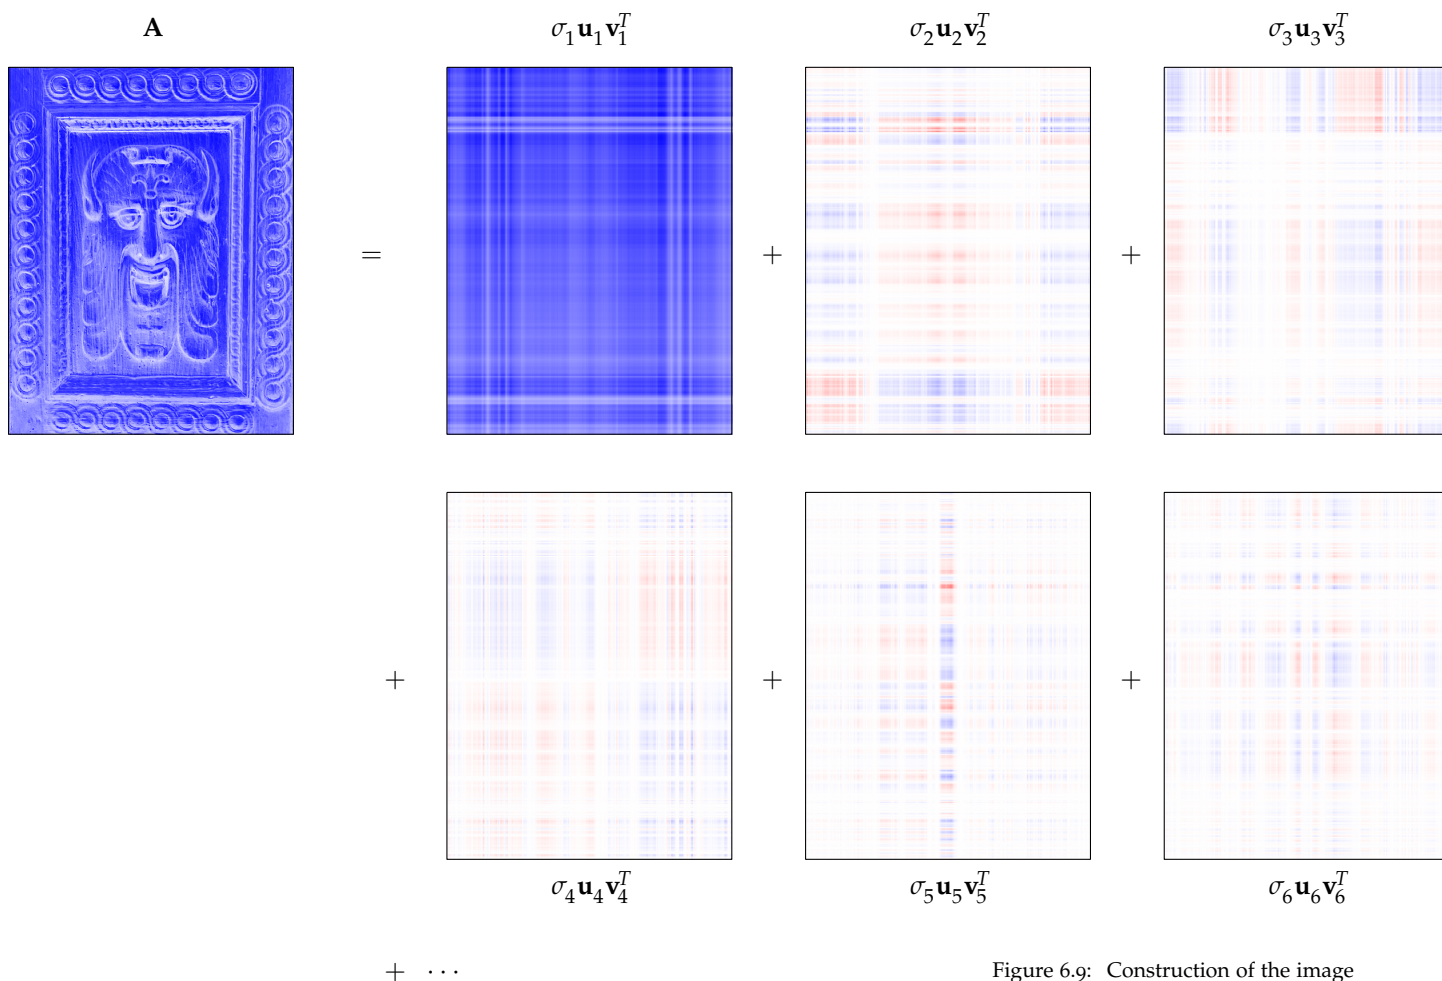 A σ₁u₁v₁ᵀ σ₂u₂v₂ᵀ σ₃u₃v₃ᵀ
= + +
+ + +
σ₄u₄v₄ᵀ σ₅u₅v₅ᵀ σ₆u₆v₆ᵀ
+ ···
Figure 6.9: Construction of the image